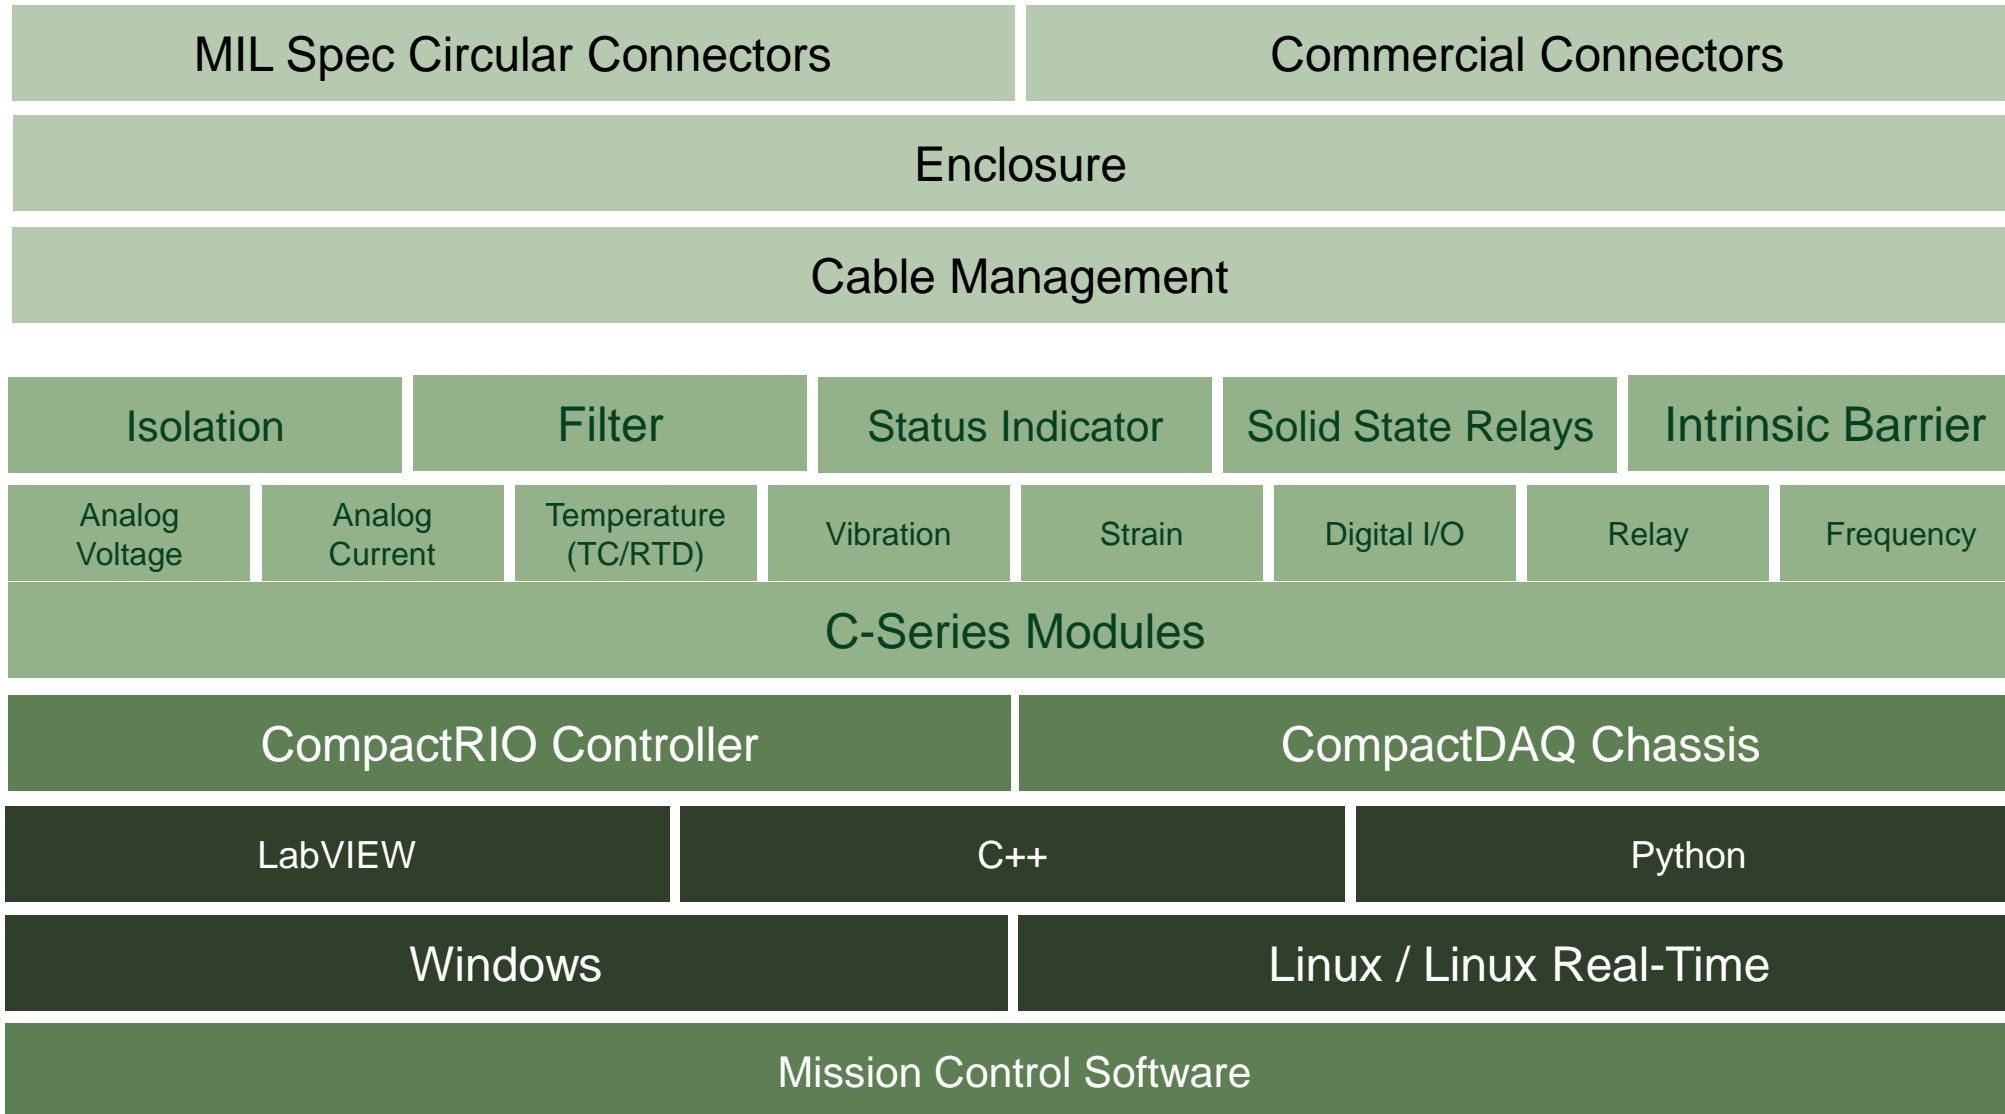 MIL Spec Circular Connectors
Commercial Connectors
Enclosure
Cable Management
Isolation
Filter
Status Indicator
Solid State Relays
Intrinsic Barrier
Analog
Voltage
Analog
Current
Temperature
(TC/RTD)
Vibration
Strain
Digital I/O
Relay
Frequency
C-Series Modules
CompactRIO Controller
CompactDAQ Chassis
LabVIEW
C++
Python
Windows
Linux / Linux Real-Time
Mission Control Software